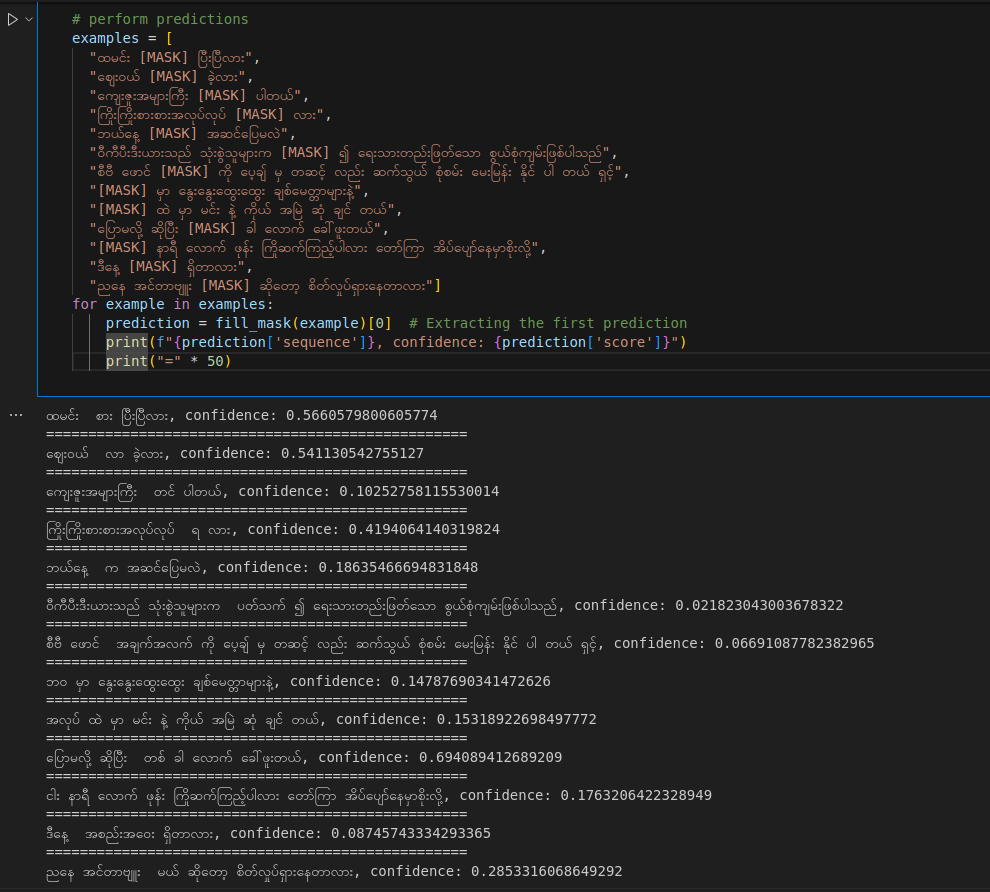 # perform predictions
examples = [
"ထမင်း [MASK] ပြီးပြီလား",
"ဈေးဝယ် [MASK] ခဲ့လား",
"ကျေးဇူးအများကြီး [MASK] ပါတယ်",
"ကြိုးကြိုးစားစားအလုပ်လုပ် [MASK] လား",
"ဘယ်နေ့ [MASK] အဆင်ပြေမလဲ",
"ဝီကီပီးဒီးယားသည် သုံးစွဲသူများက [MASK] ၍ ရေးသားတည်းဖြတ်သော စွယ်စုံကျမ်းဖြစ်ပါသည်",
"စီဗီ ဖောင် [MASK] ကို ပေ့ချ် မှ တဆင့် လည်း ဆက်သွယ် စုံစမ်း မေးမြန်း နိုင် ပါ တယ် ရှင့်",
"[MASK] မှာ နွေးနွေးထွေးထွေး ချစ်မေတ္တာများနဲ့",
"[MASK] ထဲ မှာ မင်း နဲ့ ကိုယ် အမြဲ ဆုံ ချင် တယ်",
"ပြောမလို့ ဆိုပြီး [MASK] ခါ လောက် ခေါ်ဖူးတယ်",
"[MASK] နာရီ လောက် ဖုန်း ကြိုဆက်ကြည့်ပါလား တော်ကြာ အိပ်ပျော်နေမှာစိုးလို့",
"ဒီနေ့ [MASK] ရှိတာလား",
"ညနေ အင်တာဗျူး [MASK] ဆိုတော့ စိတ်လှုပ်ရှားနေတာလား"]
for example in examples:
prediction = fill_mask(example)[0] # Extracting the first prediction
print(f"{prediction['sequence']}, confidence: {prediction['score']}")
print("=" * 50)
ထမင်း စား ပြီးပြီလား, confidence: 0.5660579800605774
==================================================
ဈေးဝယ် လာ ခဲ့လား, confidence: 0.541130542755127
==================================================
ကျေးဇူးအများကြီး တင် ပါတယ်, confidence: 0.10252758115530014
==================================================
ကြိုးကြိုးစားစားအလုပ်လုပ် ရ လား, confidence: 0.4194064140319824
==================================================
ဘယ်နေ့ က အဆင်ပြေမလဲ, confidence: 0.18635466694831848
==================================================
ဝီကီပီးဒီးယားသည် သုံးစွဲသူများက ပတ်သက် ၍ ရေးသားတည်းဖြတ်သော စွယ်စုံကျမ်းဖြစ်ပါသည်, confidence: 0.021823043003678322
==================================================
စီဗီ ဖောင် အချက်အလက် ကို ပေ့ချ် မှ တဆင့် လည်း ဆက်သွယ် စုံစမ်း မေးမြန်း နိုင် ပါ တယ် ရှင့်, confidence: 0.06691087782382965
==================================================
ဘဝ မှာ နွေးနွေးထွေးထွေး ချစ်မေတ္တာများနဲ့, confidence: 0.14787690341472626
==================================================
အလုပ် ထဲ မှာ မင်း နဲ့ ကိုယ် အမြဲ ဆုံ ချင် တယ်, confidence: 0.15318922698497772
==================================================
ပြောမလို့ ဆိုပြီး တစ် ခါ လောက် ခေါ်ဖူးတယ်, confidence: 0.694089412689209
==================================================
ငါး နာရီ လောက် ဖုန်း ကြိုဆက်ကြည့်ပါလား တော်ကြာ အိပ်ပျော်နေမှာစိုးလို့, confidence: 0.1763206422328949
==================================================
ဒီနေ့ အစည်းအဝေး ရှိတာလား, confidence: 0.08745743334293365
==================================================
ညနေ အင်တာဗျူး မယ် ဆိုတော့ စိတ်လှုပ်ရှားနေတာလား, confidence: 0.2853316068649292